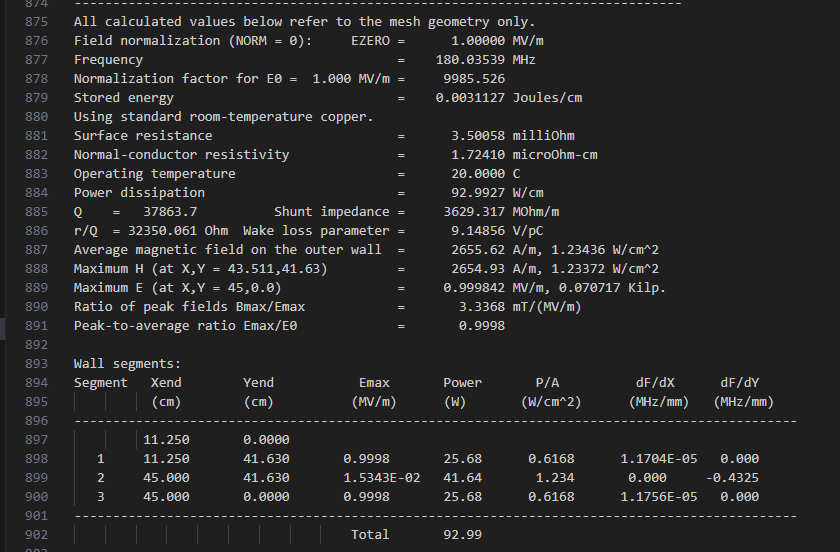 874 --------------------------------------------------------------------------------
875 All calculated values below refer to the mesh geometry only.
876 Field normalization (NORM = 0): EZERO = 1.00000 MV/m
877 Frequency = 180.03539 MHz
878 Normalization factor for E0 = 1.000 MV/m = 9985.526
879 Stored energy = 0.0031127 Joules/cm
880 Using standard room-temperature copper.
881 Surface resistance = 3.50058 milliOhm
882 Normal-conductor resistivity = 1.72410 microOhm-cm
883 Operating temperature = 20.0000 C
884 Power dissipation = 92.9927 W/cm
885 Q = 37863.7 Shunt impedance = 3629.317 MOhm/m
886 r/Q = 32350.061 Ohm Wake loss parameter = 9.14856 V/pC
887 Average magnetic field on the outer wall = 2655.62 A/m, 1.23436 W/cm^2
888 Maximum H (at X,Y = 43.511,41.63) = 2654.93 A/m, 1.23372 W/cm^2
889 Maximum E (at X,Y = 45,0.0) = 0.999842 MV/m, 0.070717 Kilp.
890 Ratio of peak fields Bmax/Emax = 3.3368 mT/(MV/m)
891 Peak-to-average ratio Emax/E0 = 0.9998
892
893 Wall segments:
894 Segment Xend Yend Emax Power P/A dF/dX dF/dY
895 (cm) (cm) (MV/m) (W) (W/cm^2) (MHz/mm) (MHz/mm)
896 ----------------------------------------------------------------------------------------------
897 11.250 0.0000
898 1 11.250 41.630 0.9998 25.68 0.6168 1.1704E-05 0.000
899 2 45.000 41.630 1.5343E-02 41.64 1.234 0.000 -0.4325
900 3 45.000 0.0000 0.9998 25.68 0.6168 1.1756E-05 0.000
901 ----------------------------------------------------------------------------------------------
902 Total 92.99